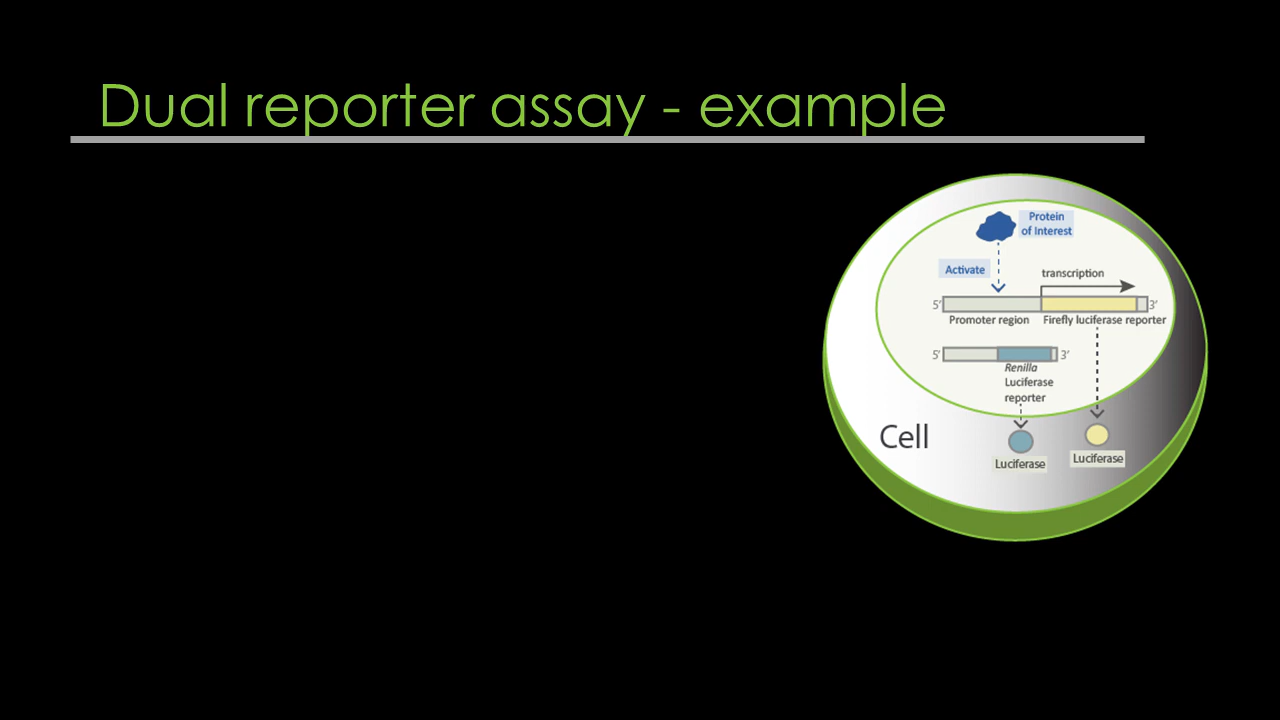 Dual reporter assay - example
Protein
of Interest
Activate
transcription
5’
3’
Promoter region
Firefly luciferase reporter
5’
3’
Renilla
Luciferase
reporter
Cell
Luciferase
Luciferase